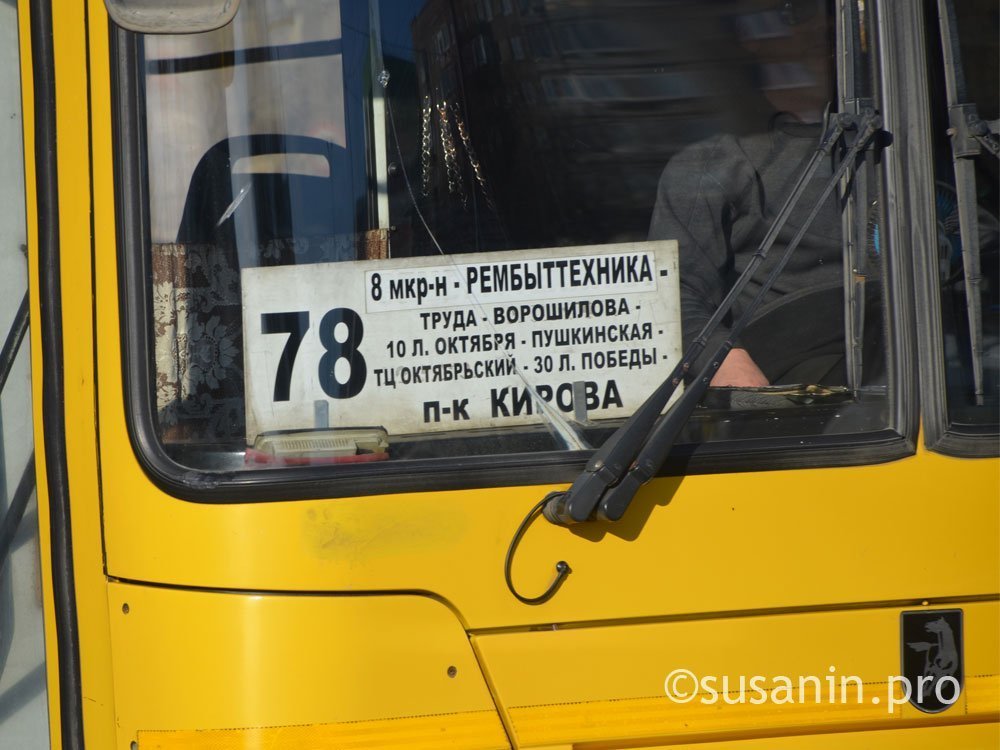 8 мкр-н - РЕМБЫТТЕХНИКА -
78
ТРУДА - ВОРОШИЛОВА -
10 Л. ОКТЯБРЯ - ПУШКИНСКАЯ -
ТЦ ОКТЯБРЬСКИЙ - 30 Л. ПОБЕДЫ -
п-к КИРОВА
©susanin.pro